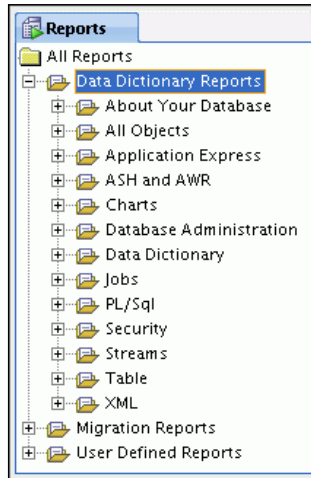 Reports
All Reports
Data Dictionary Reports
About Your Database
All Objects
Application Express
ASH and AWR
Charts
Database Administration
Data Dictionary
Jobs
PL/Sql
Security
Streams
Table
XML
Migration Reports
User Defined Reports